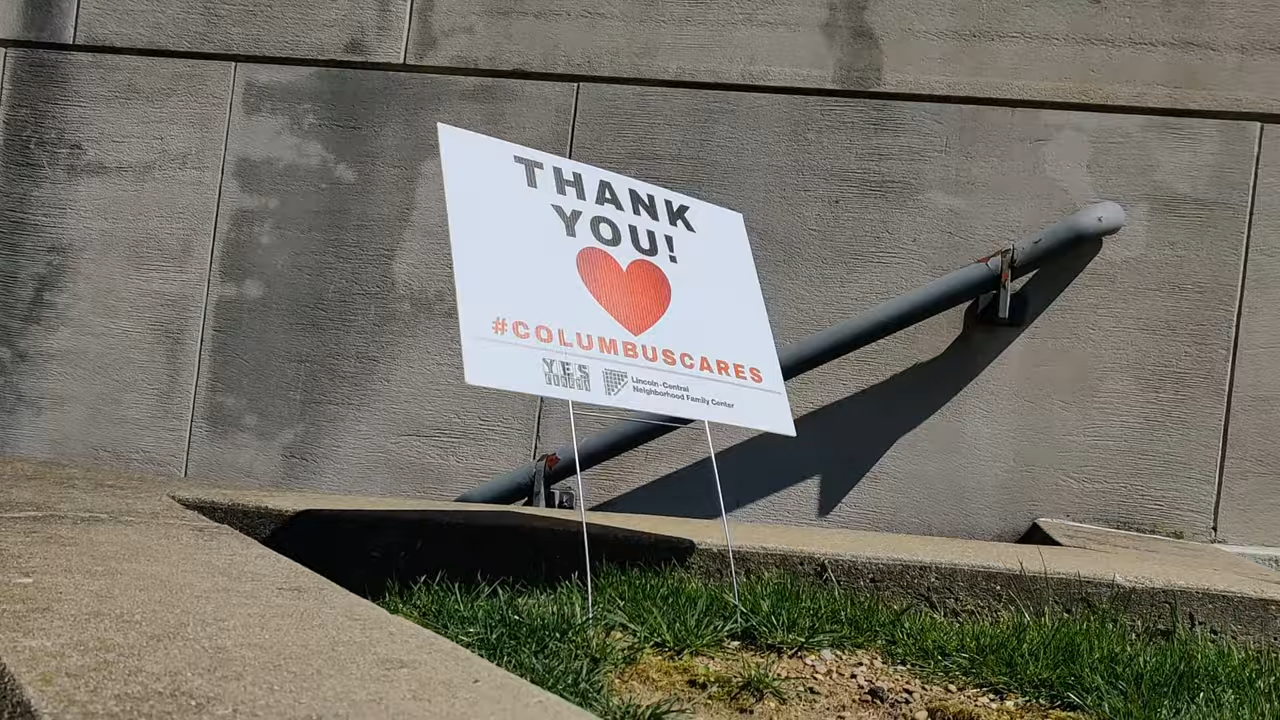 THANK
YOU!
#COLUMBUSCARES
YES
Lincoln-Central
Neighborhood Family Center